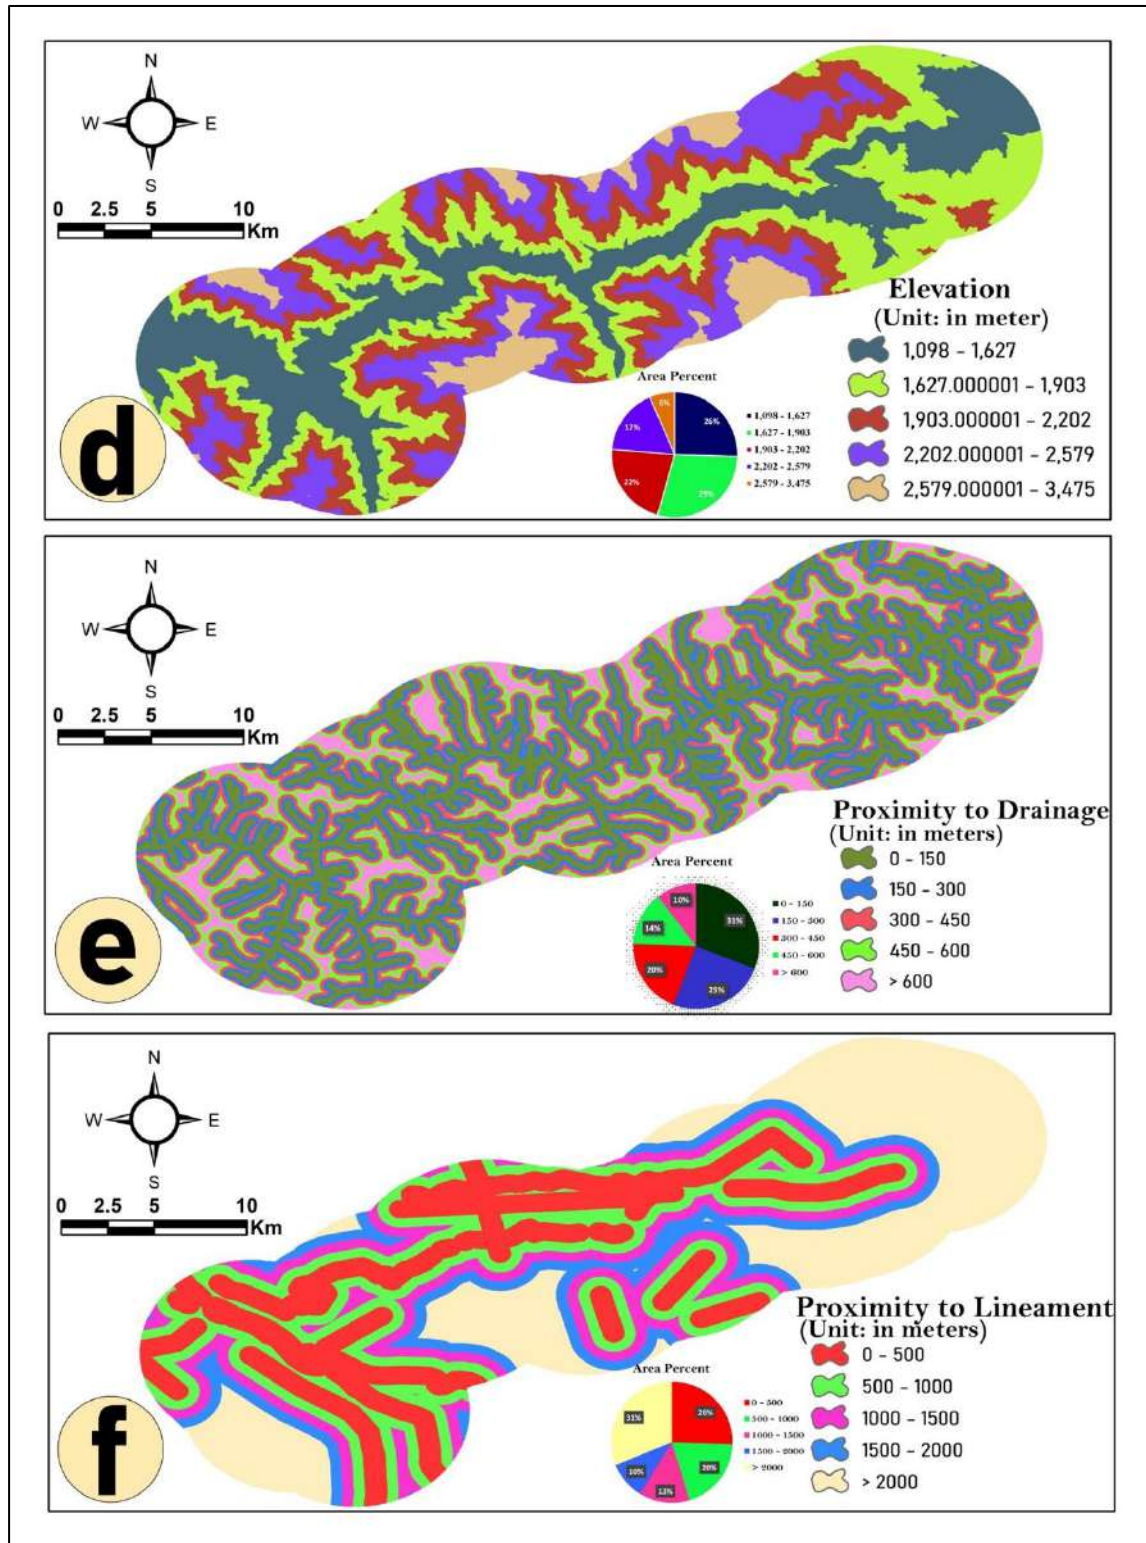 N
W E
S
0 2.5 5 10
Km
Elevation
(Unit: in meter)
1,098 - 1,627
1,627.000001 - 1,903
1,903.000001 - 2,202
2,202.000001 - 2,579
2,579.000001 - 3,475
Area Percent
6%
17%
26%
22%
29%
1,098 - 1,627
1,627 - 1,903
1,903 - 2,202
2,202 - 2,579
2,579 - 3,475
d
N
W E
S
0 2.5 5 10
Km
Proximity to Drainage
(Unit: in meters)
0 - 150
150 - 300
300 - 450
450 - 600
> 600
Area Percent
10%
31%
14%
20%
25%
0 - 150
150 - 300
300 - 450
450 - 600
> 600
e
N
W E
S
0 2.5 5 10
Km
Proximity to Lineament
(Unit: in meters)
0 - 500
500 - 1000
1000 - 1500
1500 - 2000
> 2000
Area Percent
31%
26%
10%
20%
13%
0 - 500
500 - 1000
1000 - 1500
1500 - 2000
> 2000
f